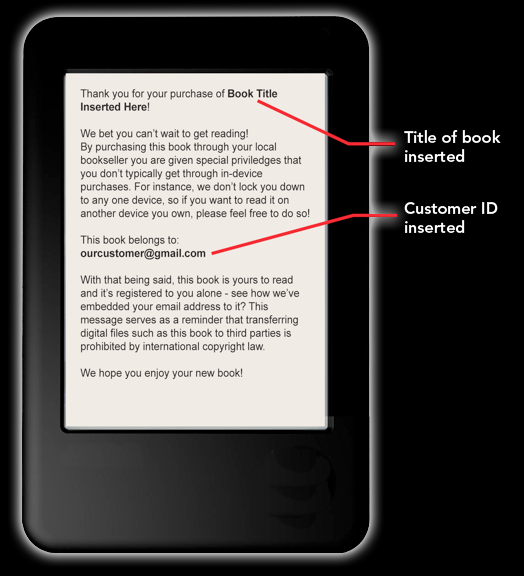 Thank you for your purchase of Book Title
Inserted Here!
We bet you can't wait to get reading!
By purchasing this book through your local
bookseller you are given special priviledges that
you don't typically get through in-device
purchases. For instance, we don't lock you down
to any one device, so if you want to read it on
another device you own, please feel free to do so!
This book belongs to:
ourcustomer@gmail.com
With that being said, this book is yours to read
and it's registered to you alone - see how we've
embedded your email address to it? This
message serves as a reminder that transferring
digital files such as this book to third parties is
prohibited by international copyright law.
We hope you enjoy your new book!
Title of book
inserted
Customer ID
inserted